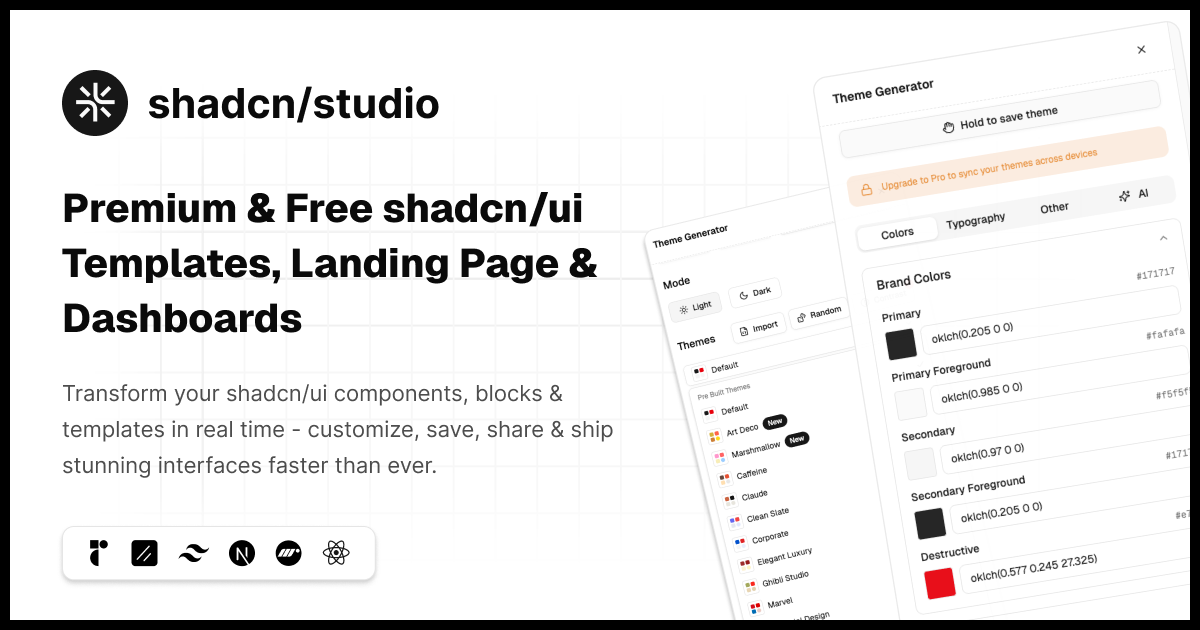 shadcn/studio
Premium & Free shadcn/ui
Templates, Landing Page &
Dashboards
Transform your shadcn/ui components, blocks &
templates in real time - customize, save, share & ship
stunning interfaces faster than ever.
Theme Generator
Mode
Light
Dark
Themes
Import
Random
Default
Pre Built Themes
Default
Art Deco New
Marshmallow New
Caffeine
Claude
Clean Slate
Corporate
Elegant Luxury
Ghibli Studio
Marvel
Design
Theme Generator
Hold to save theme
Upgrade to Pro to sync your themes across devices
Colors
Typography
Other
AI
Brand Colors
Primary
#171717
oklch(0.205 0 0)
Primary Foreground
#fafafa
oklch(0.985 0 0)
Secondary
#f5f5f
oklch(0.97 0 0)
Secondary Foreground
#171
oklch(0.205 0 0)
Destructive
#e
oklch(0.577 0.245 27.325)